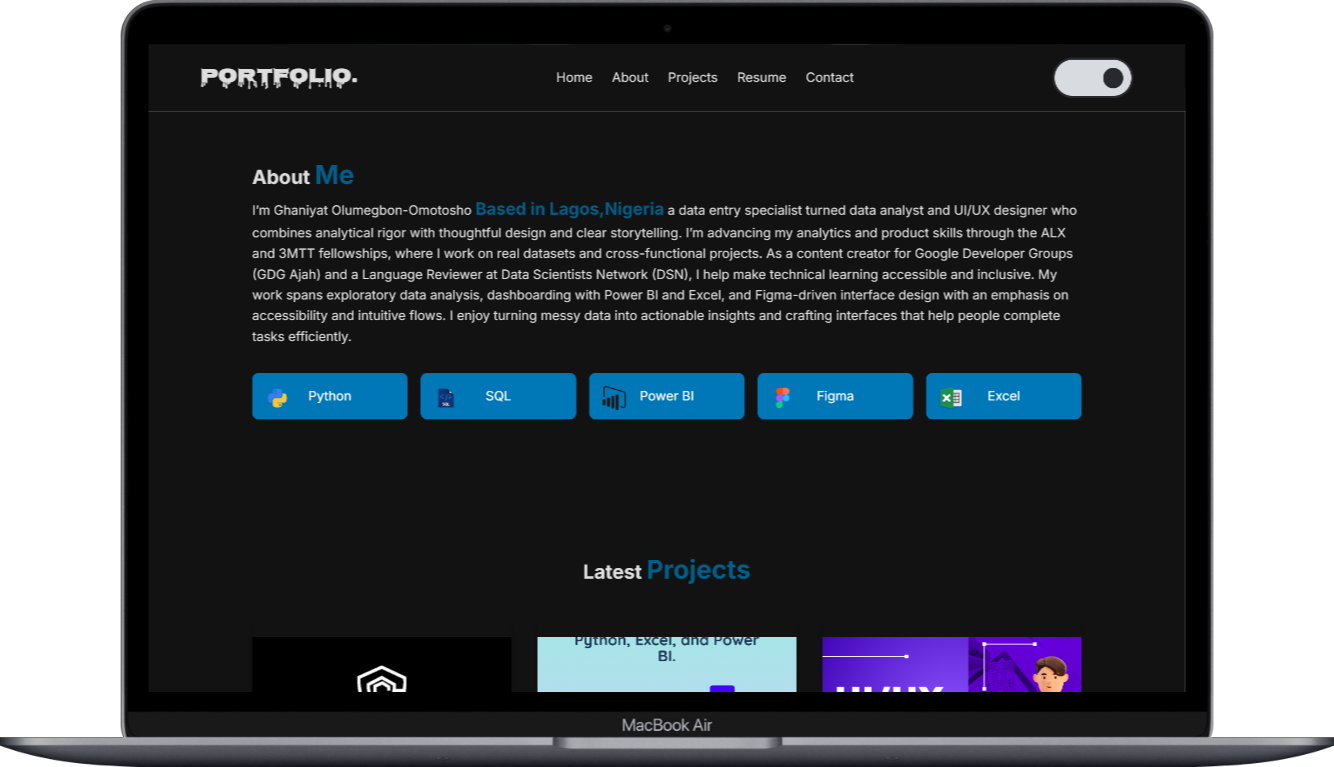 PORTFOLIO.
Home About Projects Resume Contact
About Me
I'm Ghaniyat Olumegbon-Omotosho Based in Lagos,Nigeria a data entry specialist turned data analyst and UI/UX designer who
combines analytical rigor with thoughtful design and clear storytelling. I'm advancing my analytics and product skills through the ALX
and 3MTT fellowships, where I work on real datasets and cross-functional projects. As a content creator for Google Developer Groups
(GDG Ajah) and a Language Reviewer at Data Scientists Network (DSN), I help make technical learning accessible and inclusive. My
work spans exploratory data analysis, dashboarding with Power BI and Excel, and Figma-driven interface design with an emphasis on
accessibility and intuitive flows. I enjoy turning messy data into actionable insights and crafting interfaces that help people complete
tasks efficiently.
Python SQL Power BI Figma Excel
Latest Projects
Python, Excel, and Power
BI.
UI/UX
MacBook Air